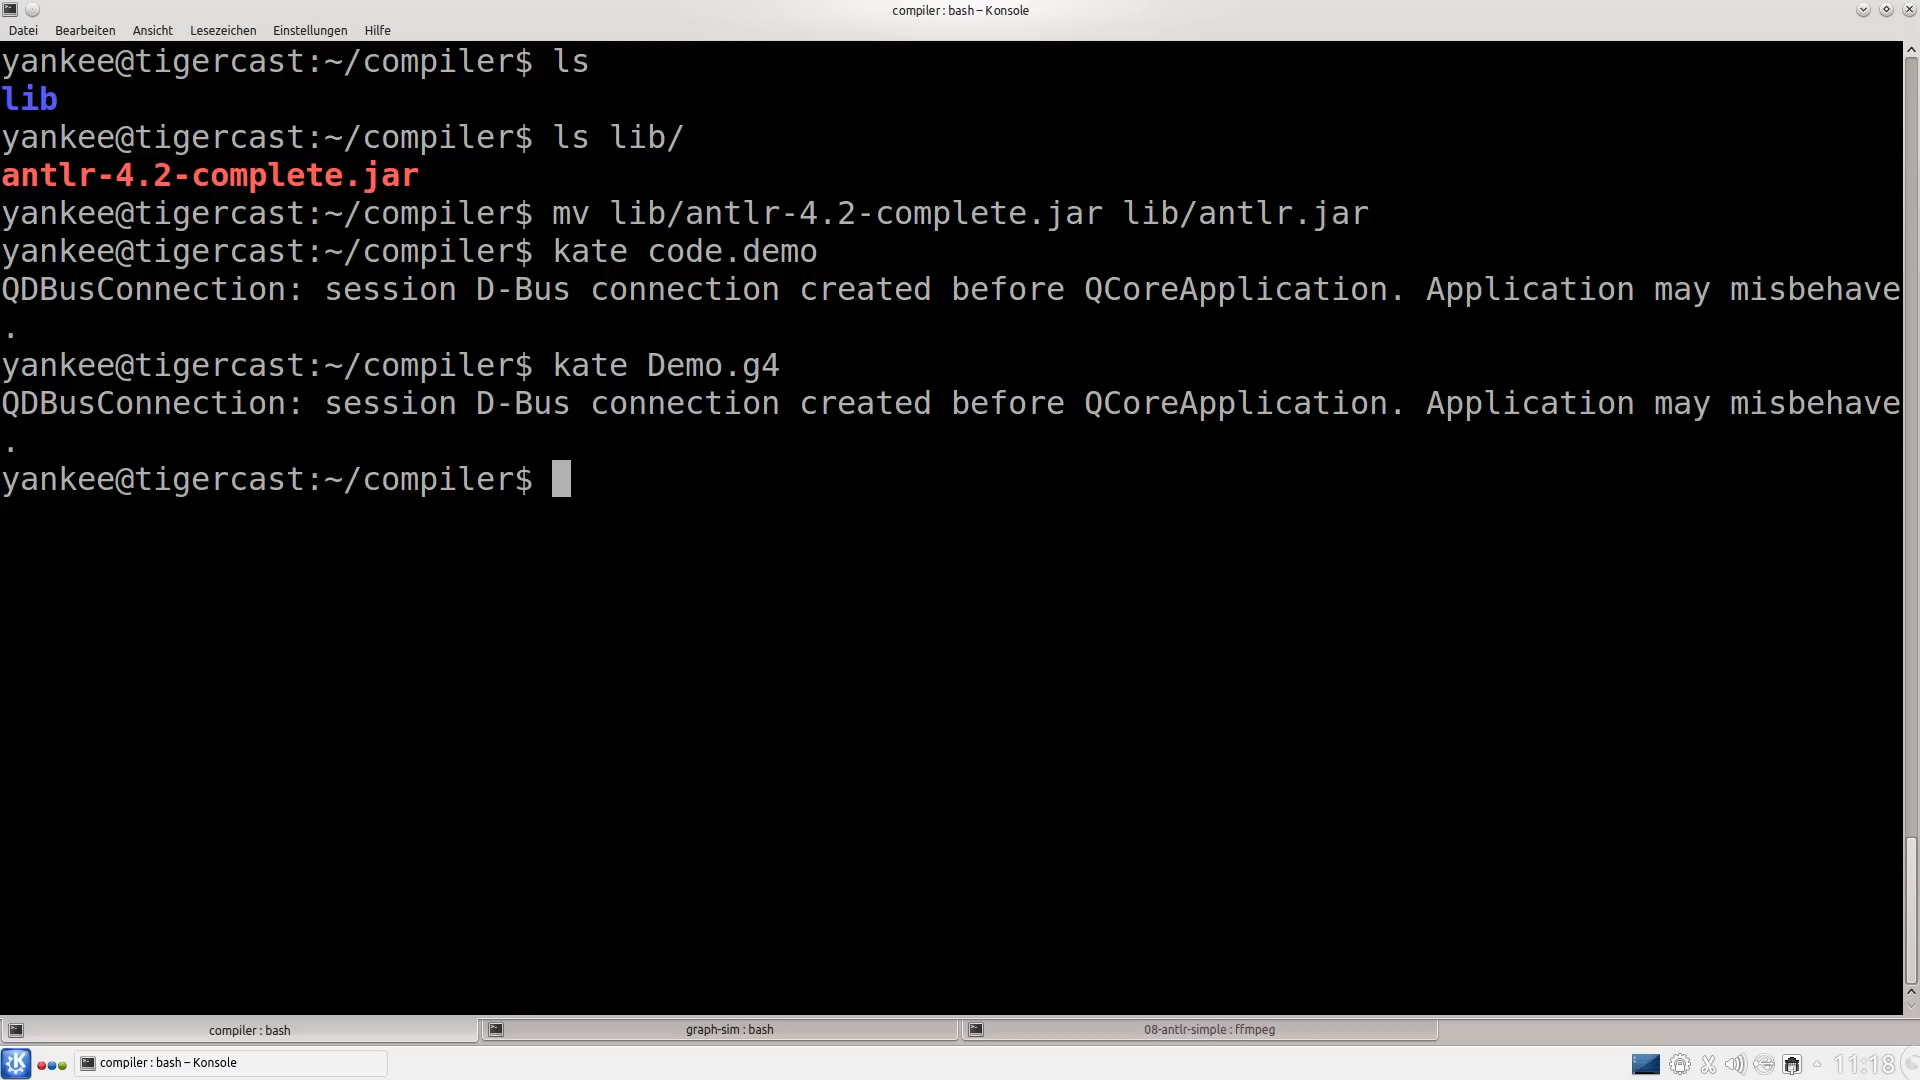 compiler : bash – Konsole
Datei Bearbeiten Ansicht Lesezeichen Einstellungen Hilfe
yankee@tigercast:~/compiler$ ls
lib
yankee@tigercast:~/compiler$ ls lib/
antlr-4.2-complete.jar
yankee@tigercast:~/compiler$ mv lib/antlr-4.2-complete.jar lib/antlr.jar
yankee@tigercast:~/compiler$ kate code.demo
QDBusConnection: session D-Bus connection created before QCoreApplication. Application may misbehave
.
yankee@tigercast:~/compiler$ kate Demo.g4
QDBusConnection: session D-Bus connection created before QCoreApplication. Application may misbehave
.
yankee@tigercast:~/compiler$
compiler : bash graph-sim : bash 08-antlr-simple : ffmpeg
compiler : bash – Konsole 11:18